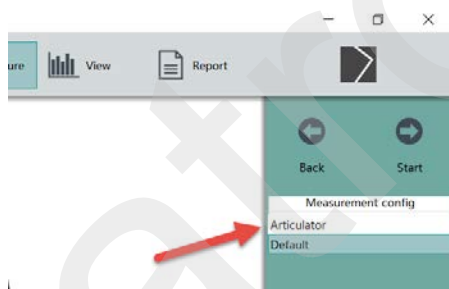 ure View Report
Back Start
Measurement config
Articulator
Default